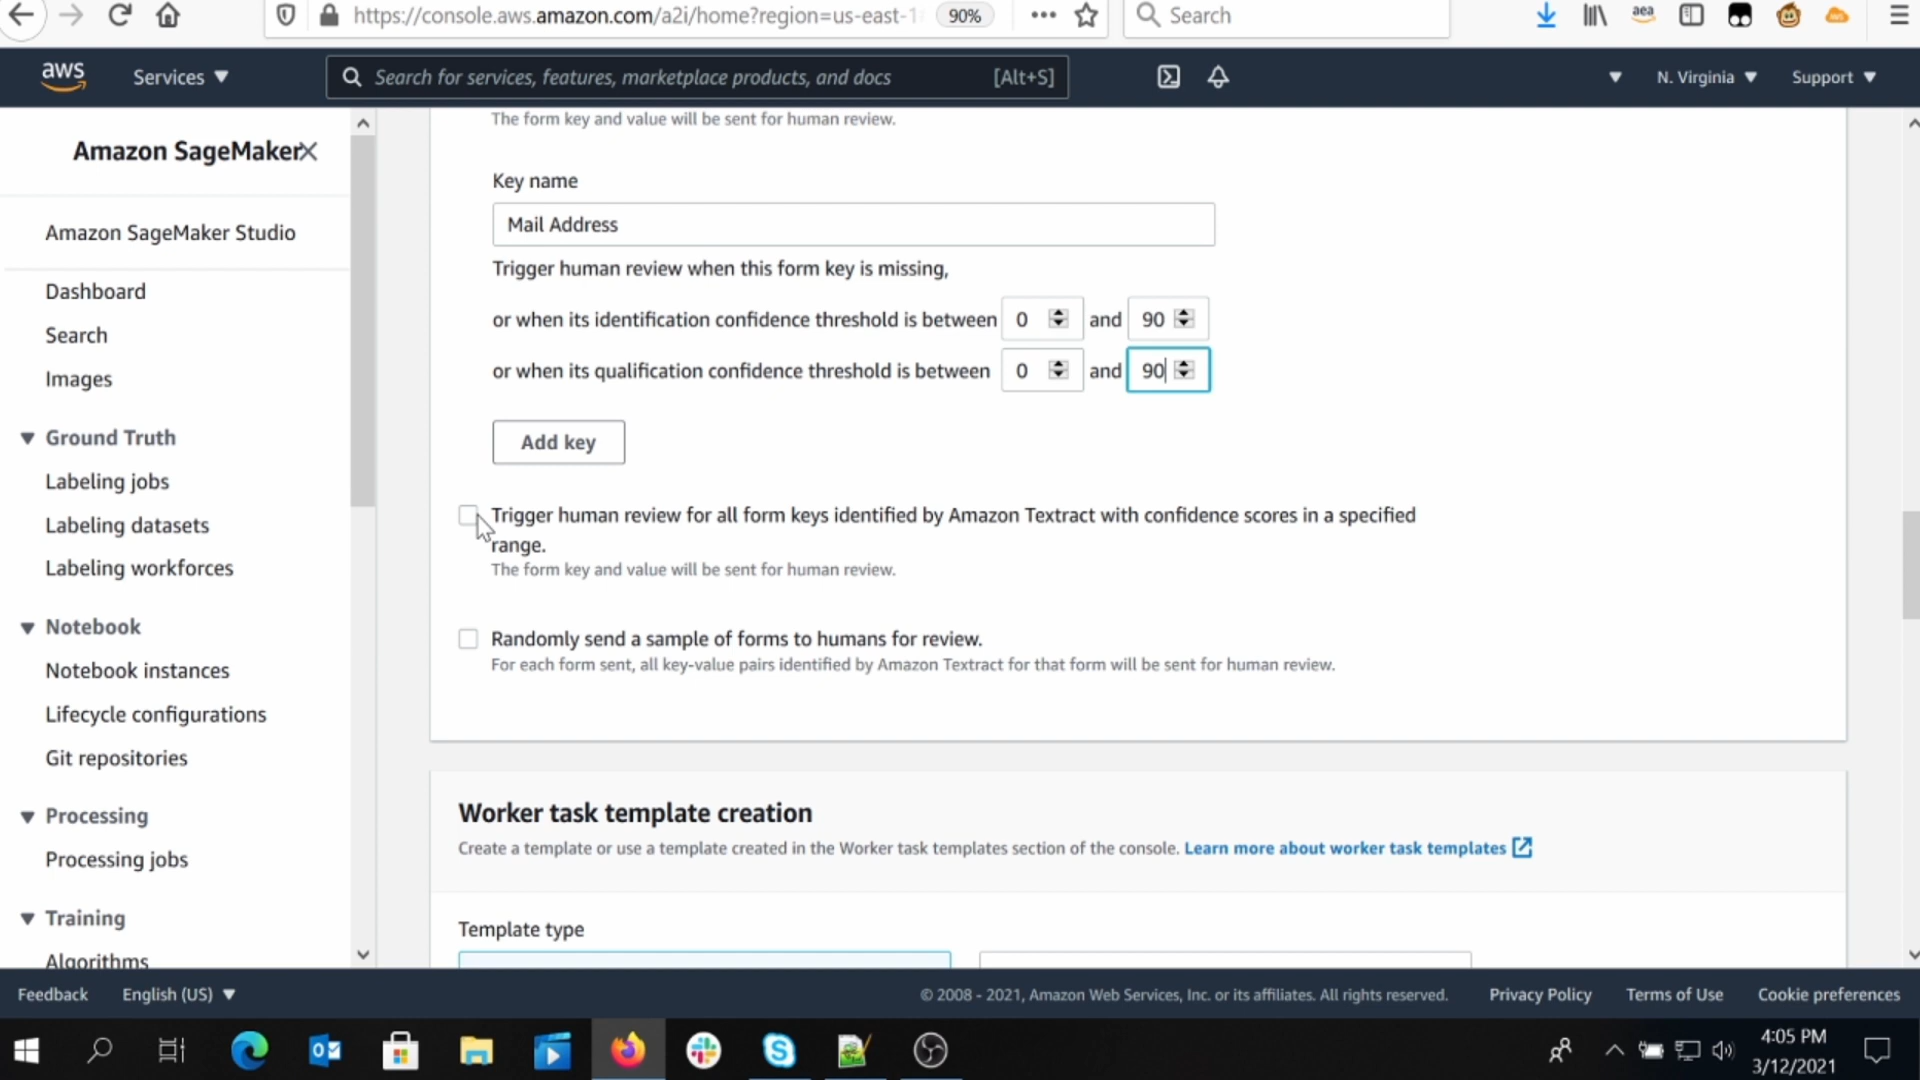 https://console.aws.amazon.com/a2i/home?region=us-east-1
90%
Search
aea
aws
Services
Search for services, features, marketplace products, and docs
[Alt+S]
N. Virginia
Support
Amazon SageMaker
Amazon SageMaker Studio
Dashboard
Search
Images
Ground Truth
Labeling jobs
Labeling datasets
Labeling workforces
Notebook
Notebook instances
Lifecycle configurations
Git repositories
Processing
Processing jobs
Training
Algorithms
The form key and value will be sent for human review.
Key name
Mail Address
Trigger human review when this form key is missing,
or when its identification confidence threshold is between 0 and 90
or when its qualification confidence threshold is between 0 and 90
Add key
Trigger human review for all form keys identified by Amazon Textract with confidence scores in a specified
range.
The form key and value will be sent for human review.
Randomly send a sample of forms to humans for review.
For each form sent, all key-value pairs identified by Amazon Textract for that form will be sent for human review.
Worker task template creation
Create a template or use a template created in the Worker task templates section of the console. Learn more about worker task templates
Template type
Feedback
English (US)
© 2008 - 2021, Amazon Web Services, Inc. or its affiliates. All rights reserved.
Privacy Policy
Terms of Use
Cookie preferences
4:05 PM
3/12/2021